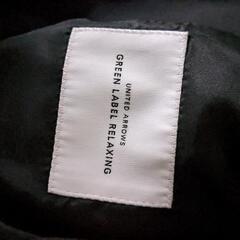 UNITED ARROWS
GREEN LABEL RELAXING